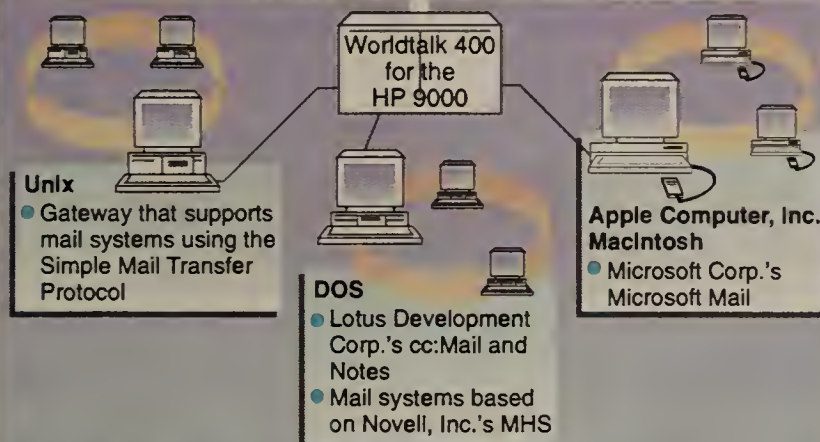 Worldtalk 400
for the
HP 9000
Unix
Gateway that supports
mail systems using the
Simple Mail Transfer
Protocol
DOS
Lotus Development
Corp.'s cc:Mail and
Notes
Mail systems based
on Novell, Inc.'s MHS
Apple Computer, Inc.
Macintosh
Microsoft Corp.'s
Microsoft Mail